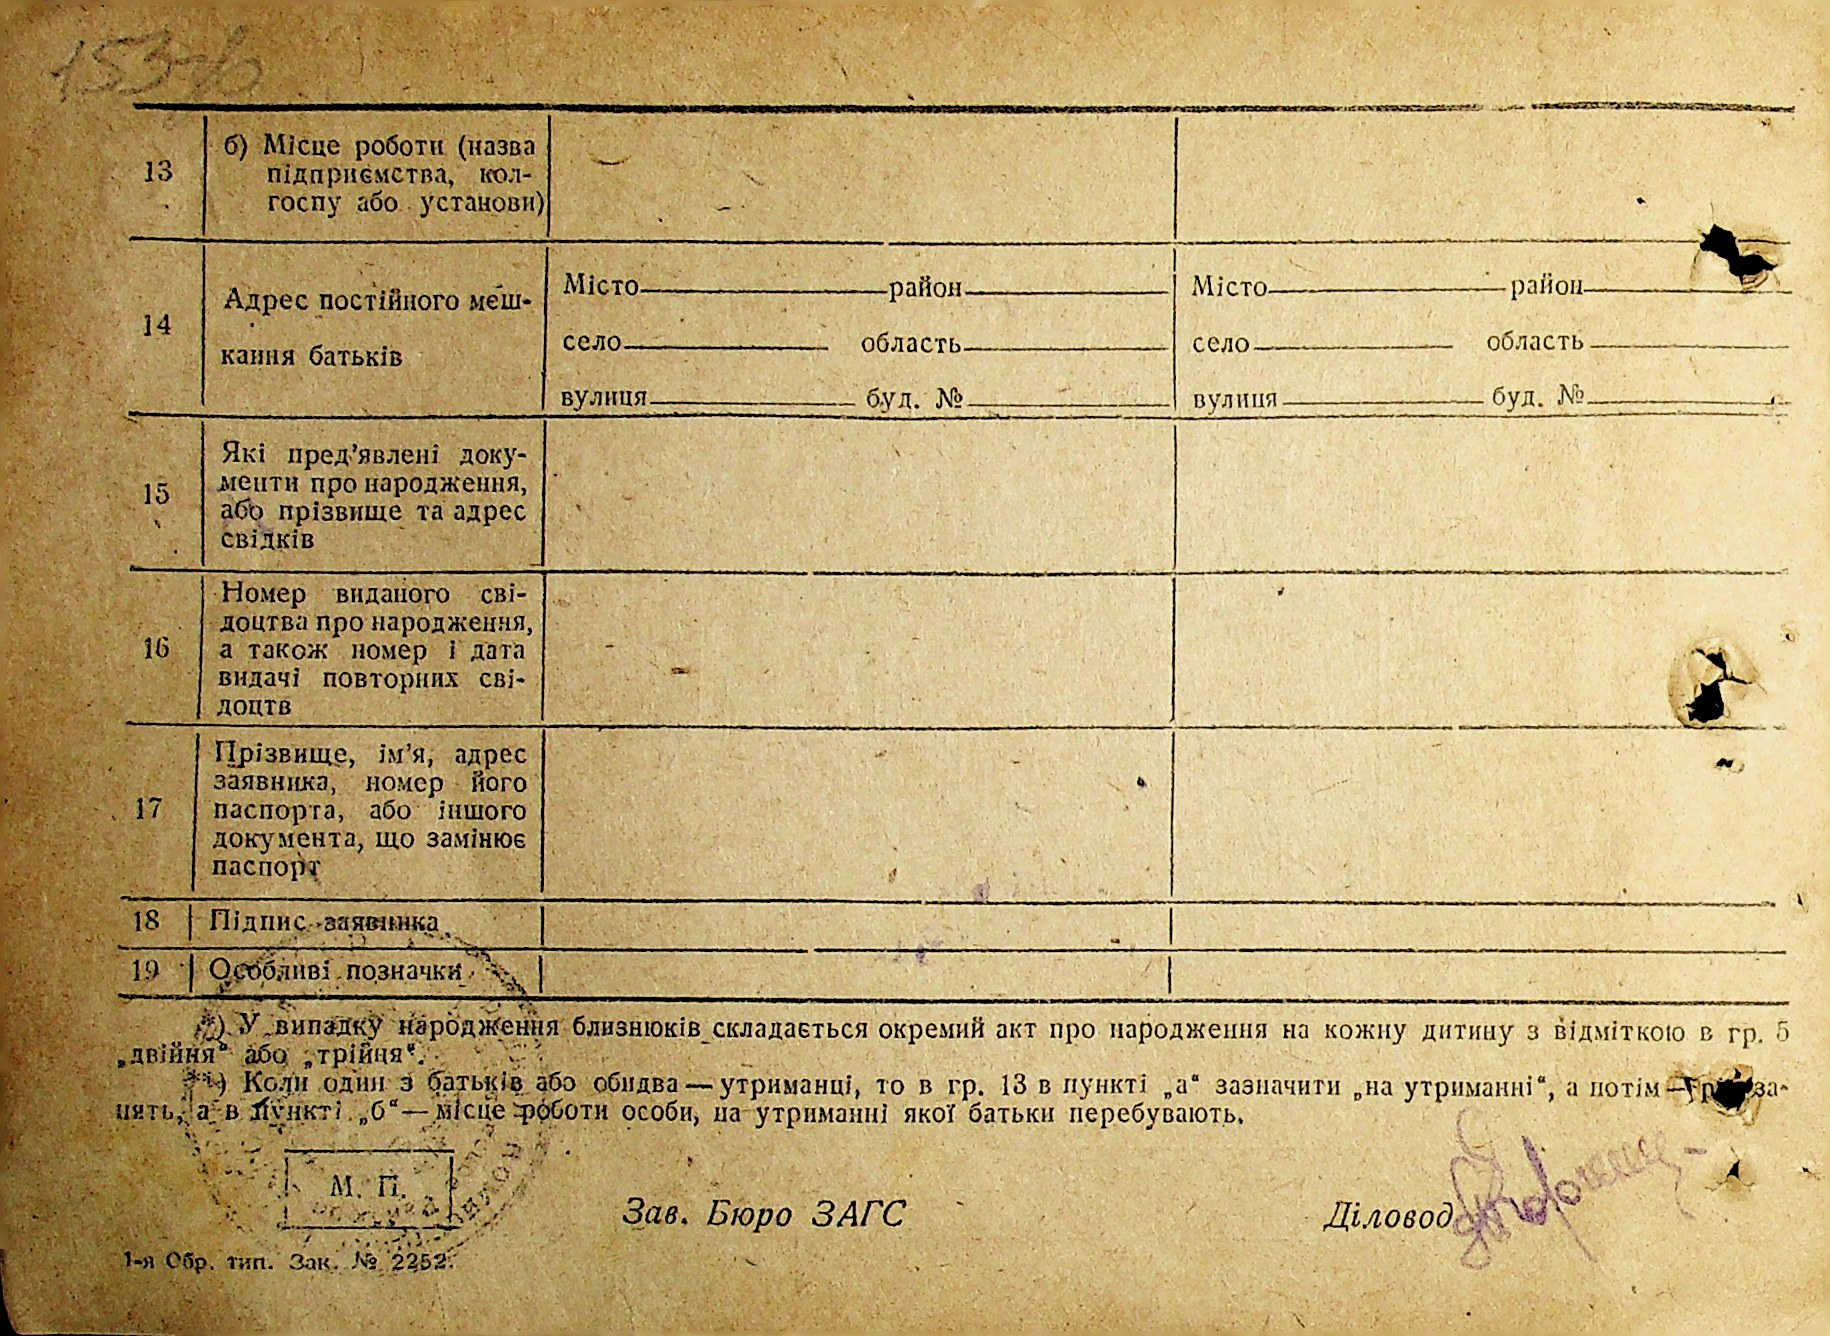 13
б) Місце роботи (назва
підприємства, кол-
госпу або установи)
14
Адрес постійного меш-
кання батьків
Місто район
село область
вулиця буд. №
Місто район
село область
вулиця буд. №
15
Які пред’явлені доку-
менти про народження,
або прізвище та адрес
свідків
16
Номер виданого сві-
доцтва про народження,
а також номер і дата
видачі повторних сві-
доцтв
17
Прізвище, ім’я, адрес
заявника, номер його
паспорта, або іншого
документа, що замінює
паспорт
18 Підпис заявника
19 Особливі позначки
*) У випадку народження близнюків складається окремий акт про народження на кожну дитину з відміткою в гр. 5
„двійня“ або „трійця“.
**) Коли один з батьків або обидва — утриманці, то в гр. 13 в пункті „а“ зазначити „на утриманні“, а потім — за-
нять, а в пункті „б“ — місце роботи особи, на утриманні якої батьки перебувають.
М. П.
Зав. Бюро ЗАГС Діловод
1-я Обр. тип. Зак. № 2252.